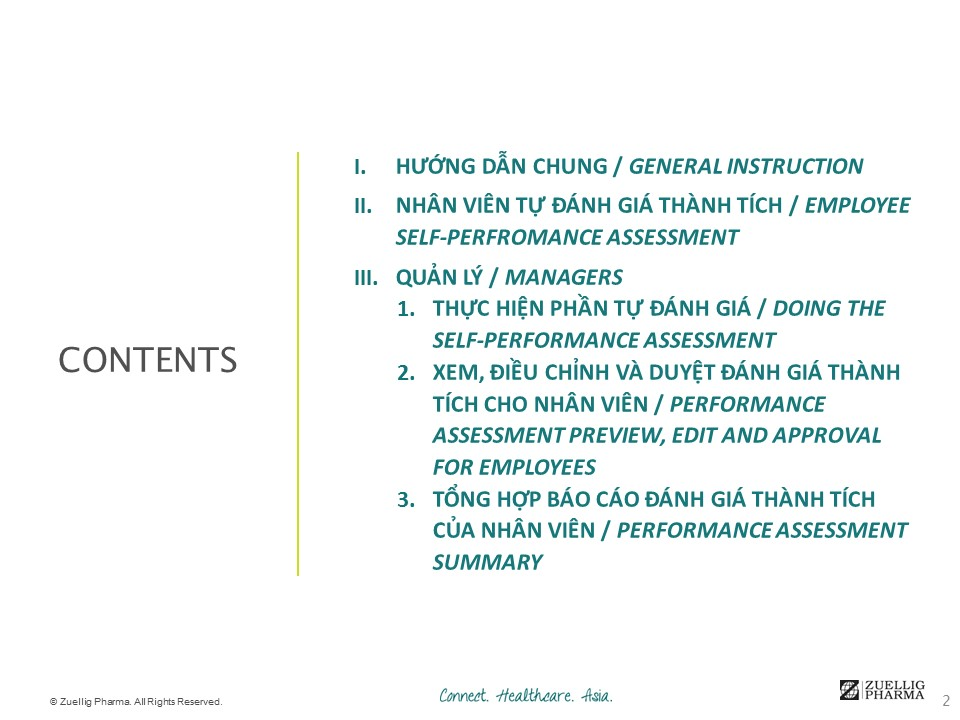 CONTENTS
I. HƯỚNG DẪN CHUNG / GENERAL INSTRUCTION
II. NHÂN VIÊN TỰ ĐÁNH GIÁ THÀNH TÍCH / EMPLOYEE
SELF-PERFROMANCE ASSESSMENT
III. QUẢN LÝ / MANAGERS
1. THỰC HIỆN PHẦN TỰ ĐÁNH GIÁ / DOING THE
SELF-PERFORMANCE ASSESSMENT
2. XEM, ĐIỀU CHỈNH VÀ DUYỆT ĐÁNH GIÁ THÀNH
TÍCH CHO NHÂN VIÊN / PERFORMANCE
ASSESSMENT PREVIEW, EDIT AND APPROVAL
FOR EMPLOYEES
3. TỔNG HỢP BÁO CÁO ĐÁNH GIÁ THÀNH TÍCH
CỦA NHÂN VIÊN / PERFORMANCE ASSESSMENT
SUMMARY
© Zuellig Pharma. All Rights Reserved.
Connect. Healthcare. Asia.
ZUELLIG
PHARMA
2